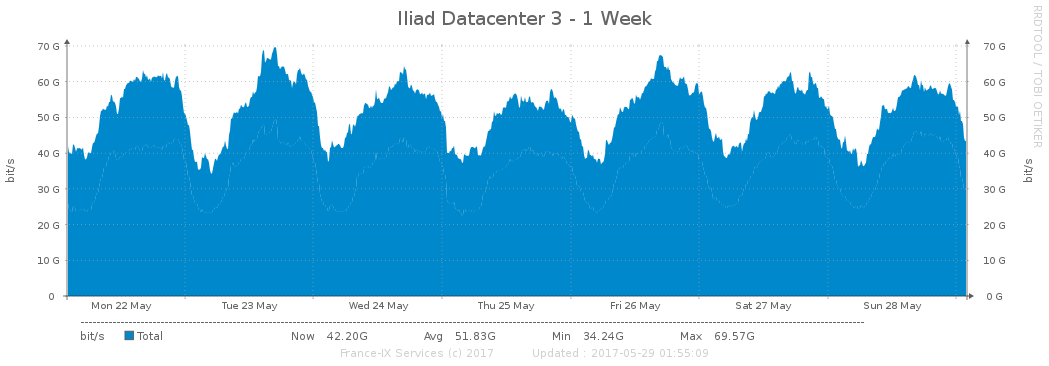 Iliad Datacenter 3 - 1 Week
RRDTOOL / TOBI OETIKER
70 G 70 G
60 G 60 G
50 G 50 G
40 G 40 G
30 G 30 G
20 G 20 G
10 G 10 G
0 0 G
bit/s bit/s
Mon 22 May Tue 23 May Wed 24 May Thu 25 May Fri 26 May Sat 27 May Sun 28 May
bit/s Total Now 42.20G Avg 51.83G Min 34.24G Max 69.57G
France-IX Services (c) 2017 Updated : 2017-05-29 01:55:09